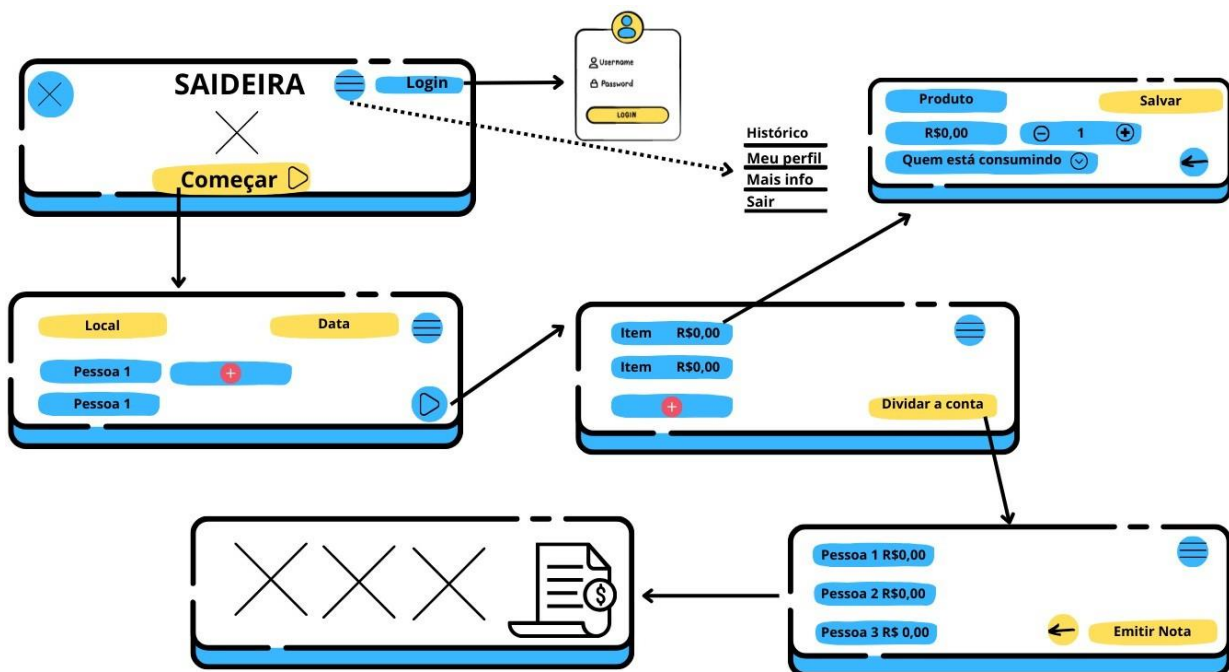 SAIDEIRA
Login
Começar
Username
Password
LOGIN
Histórico
Meu perfil
Mais info
Sair
Produto
Salvar
R$0,00
1
Quem está consumindo
Local
Data
Pessoa 1
Pessoa 1
Item R$0,00
Item R$0,00
Dividar a conta
Pessoa 1 R$0,00
Pessoa 2 R$0,00
Pessoa 3 R$ 0,00
Emitir Nota
$